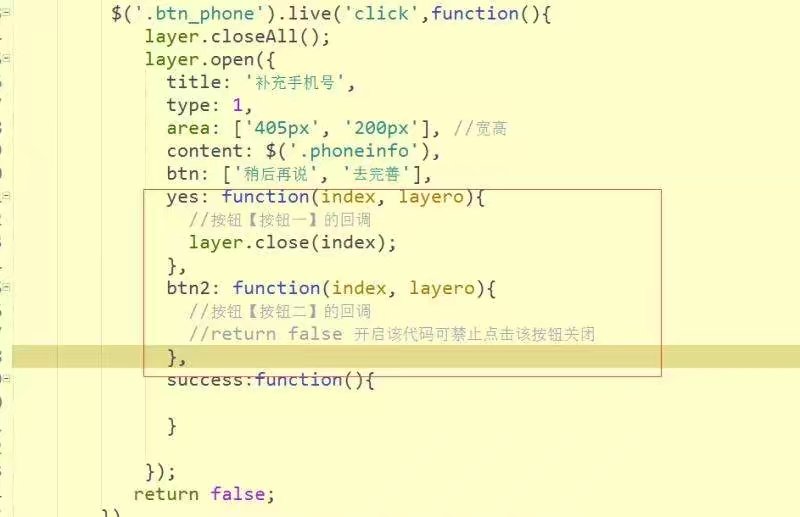 $('.btn_phone').live('click',function(){
layer.closeAll();
layer.open({
title: '补充手机号',
type: 1,
area: ['405px', '200px'], //宽高
content: $('.phoneinfo'),
btn: ['稍后再说', '去完善'],
yes: function(index, layero){
//按钮【按钮一】的回调
layer.close(index);
},
btn2: function(index, layero){
//按钮【按钮二】的回调
//return false 开启该代码可禁止点击该按钮关闭
},
success:function(){
}
});
return false;
})